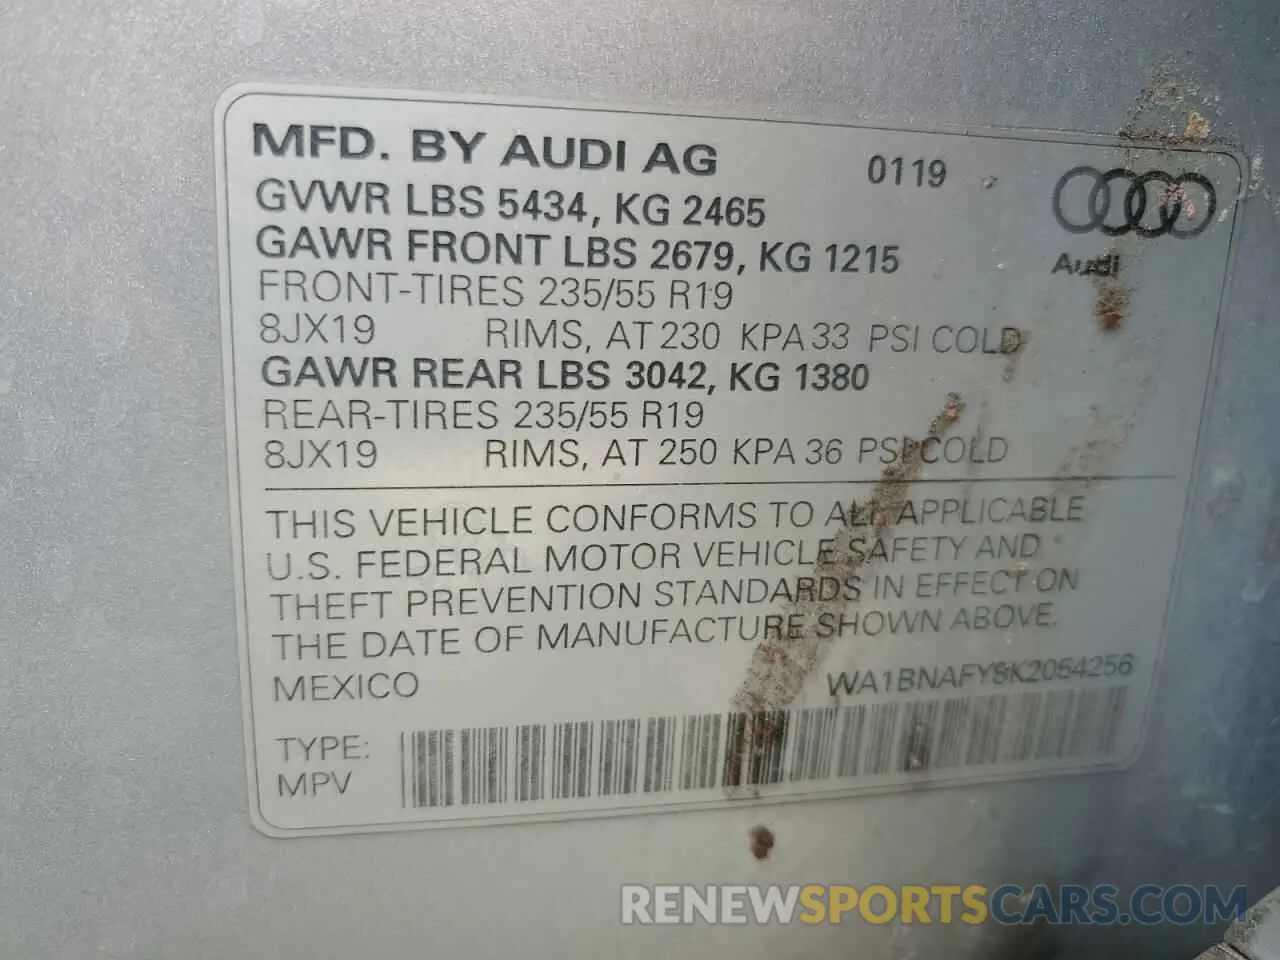 MFD. BY AUDI AG 0119
GVWR LBS 5434, KG 2465
GAWR FRONT LBS 2679, KG 1215
Audi
FRONT-TIRES 235/55 R19
8JX19 RIMS, AT 230 KPA 33 PSI COLD
GAWR REAR LBS 3042, KG 1380
REAR-TIRES 235/55 R19
8JX19 RIMS, AT 250 KPA 36 PSI COLD
THIS VEHICLE CONFORMS TO ALL APPLICABLE
U.S. FEDERAL MOTOR VEHICLE SAFETY AND
THEFT PREVENTION STANDARDS IN EFFECT ON
THE DATE OF MANUFACTURE SHOWN ABOVE.
MEXICO WA1BNAFY8K2054256
TYPE:
MPV
RENEWSPORTSCARS.COM